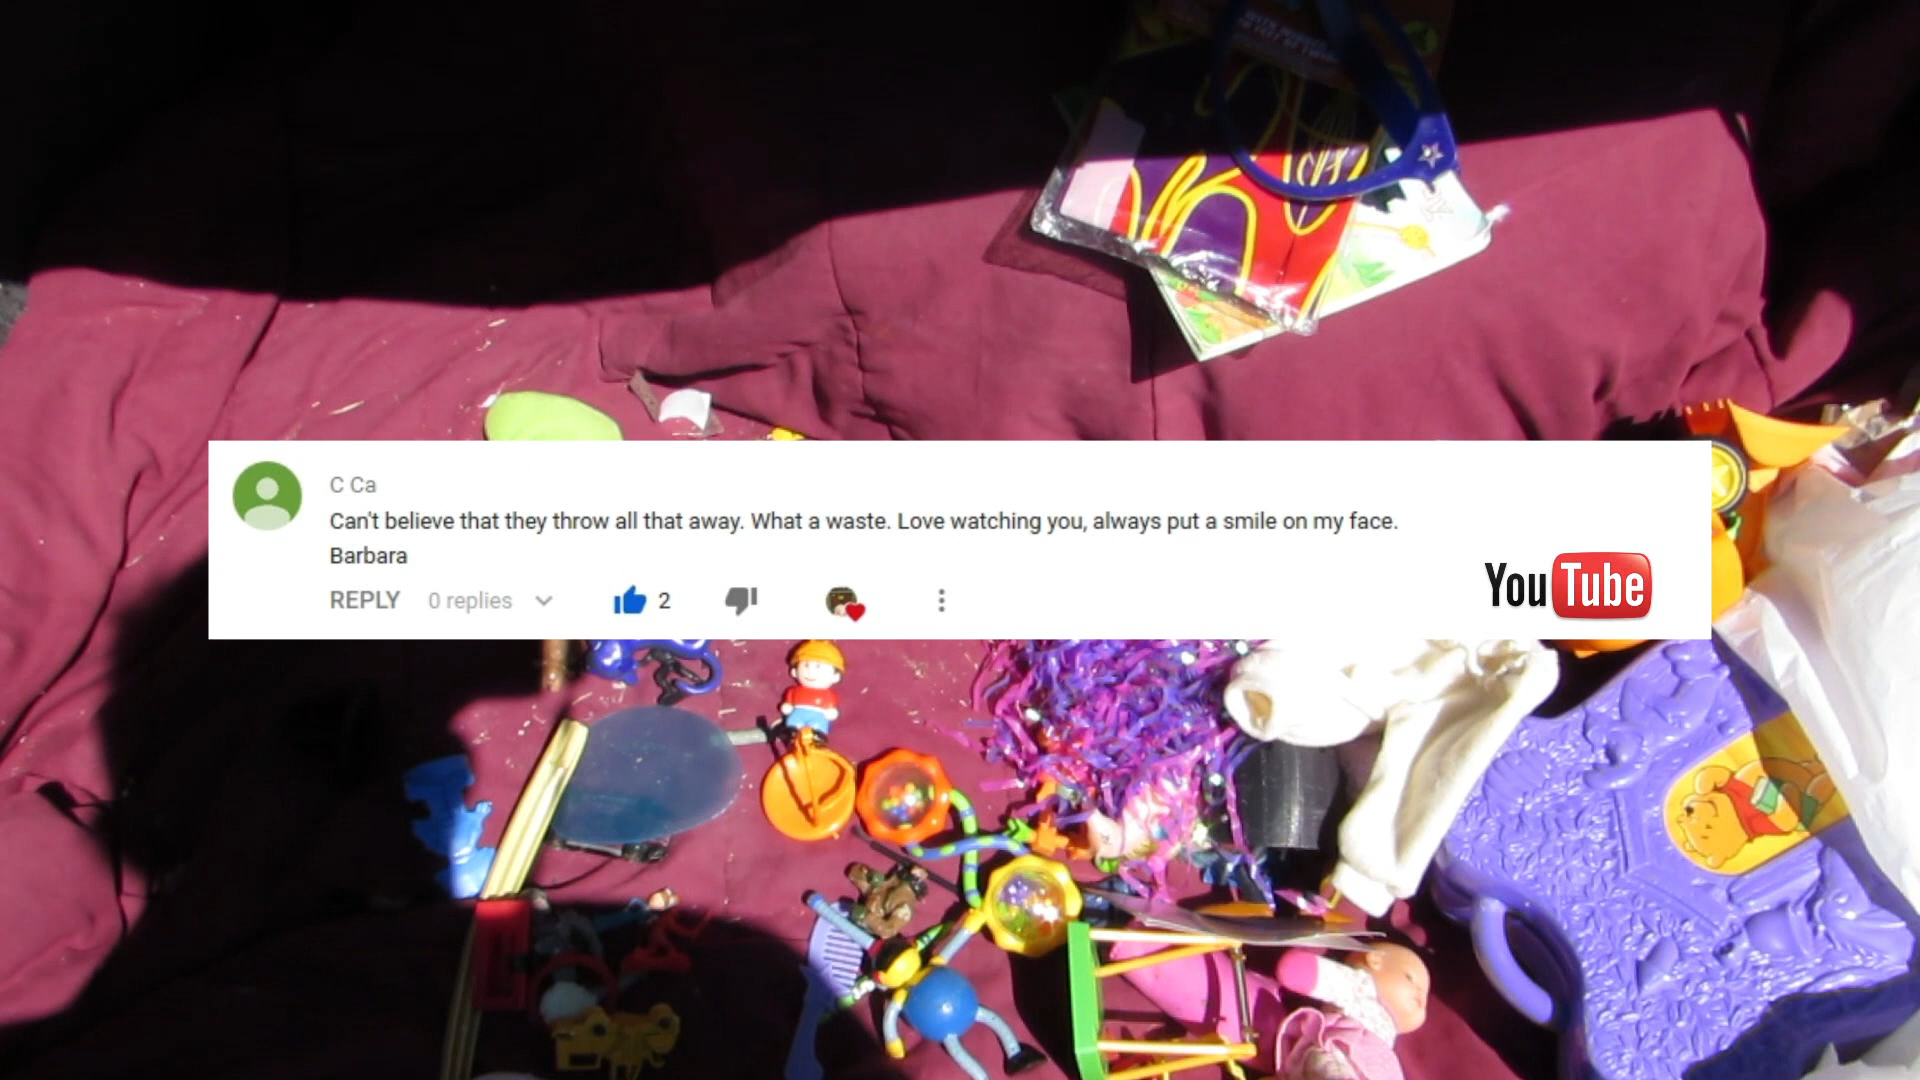 C Ca
Can't believe that they throw all that away. What a waste. Love watching you, always put a smile on my face.
Barbara
REPLY 0 replies 2
YouTube